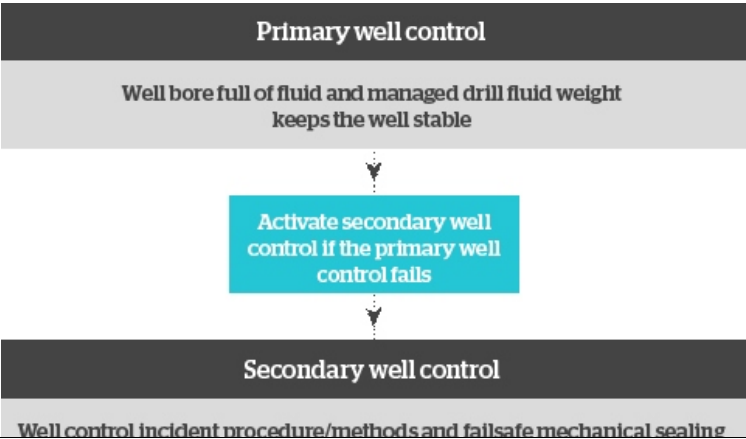 Primary well control
Well bore full of fluid and managed drill fluid weight
keeps the well stable
Activate secondary well
control if the primary well
control fails
Secondary well control
Well control incident procedure/methods and failsafe mechanical sealing